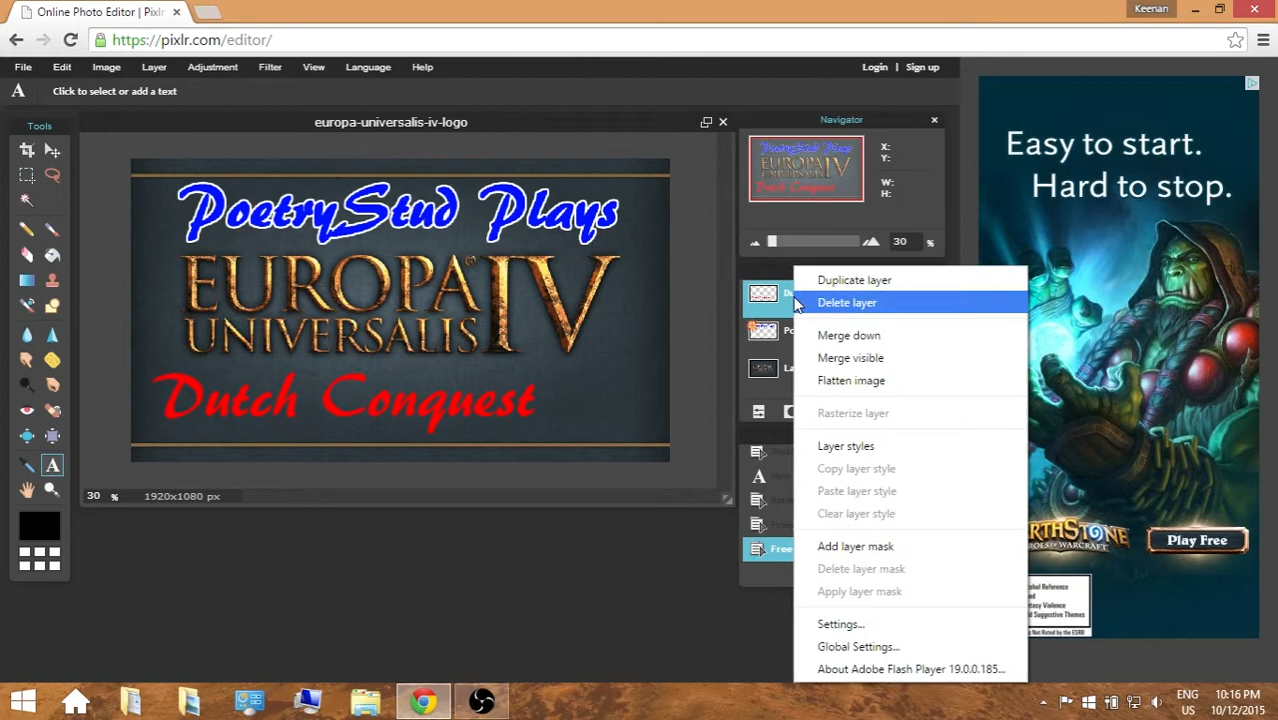 Online Photo Editor | Pixlr
Keenan
https://pixlr.com/editor/
File Edit Image Layer Adjustment Filter View Language Help
Login | Sign up
A Click to select or add a text
Tools
europa-universalis-iv-logo
Navigator
PoetryStud Plays
EUROPA IV
UNIVERSALIS
Dutch Conquest
X:
Y:
W:
H:
30 %
Duplicate layer
Delete layer
Merge down
Merge visible
Flatten image
Rasterize layer
Layer styles
Copy layer style
Paste layer style
Clear layer style
Add layer mask
Delete layer mask
Apply layer mask
Settings...
Global Settings...
About Adobe Flash Player 19.0.0.185...
A
Free
30 % 1920x1080 px
Easy to start.
Hard to stop.
HEROES OF WARCRAFT
Play Free
ENG
US
10:16 PM
10/12/2015